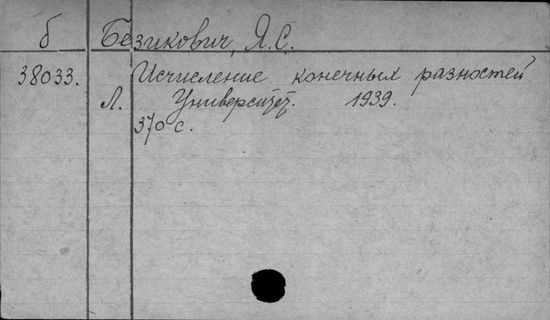 б Безикович, Я.С.
38033. Исчисление конечных разностей
Л. Университет. 1939.
370 с.